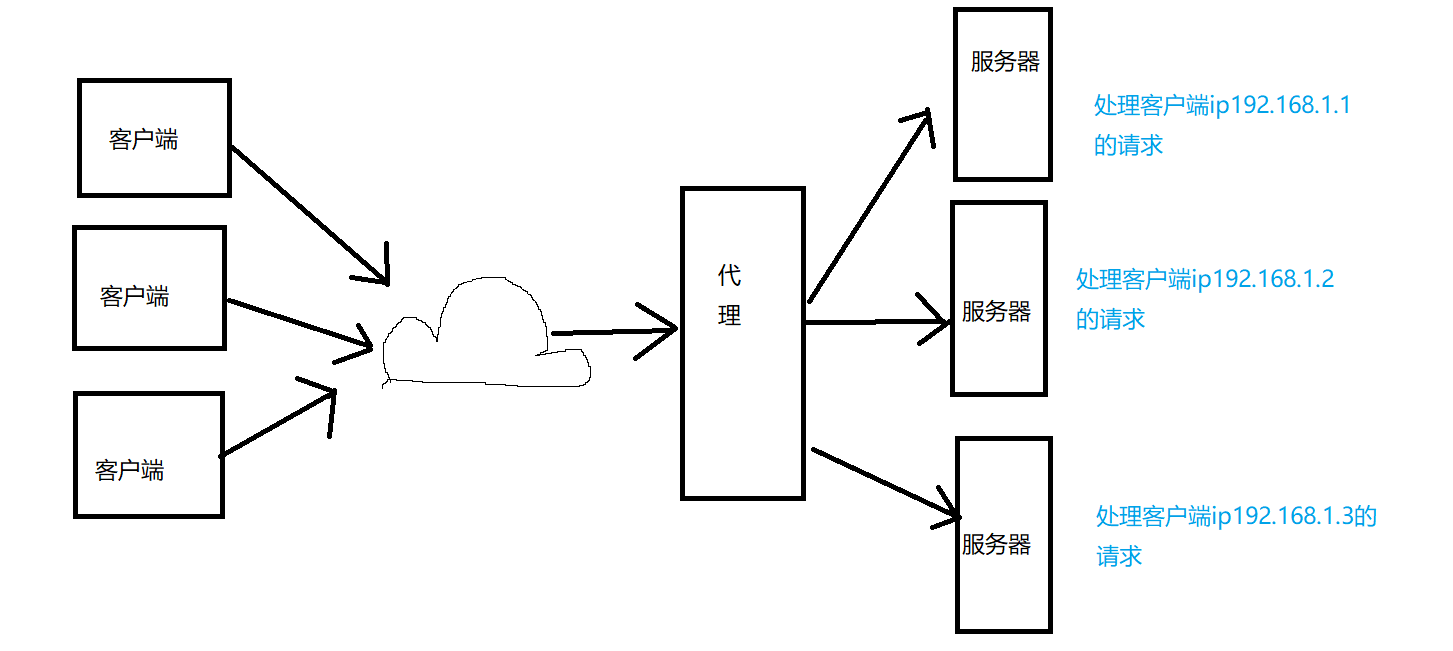 客户端
客户端
客户端
代
理
服务器
处理客户端ip192.168.1.1
的请求
服务器
处理客户端ip192.168.1.2
的请求
服务器
处理客户端ip192.168.1.3的
请求